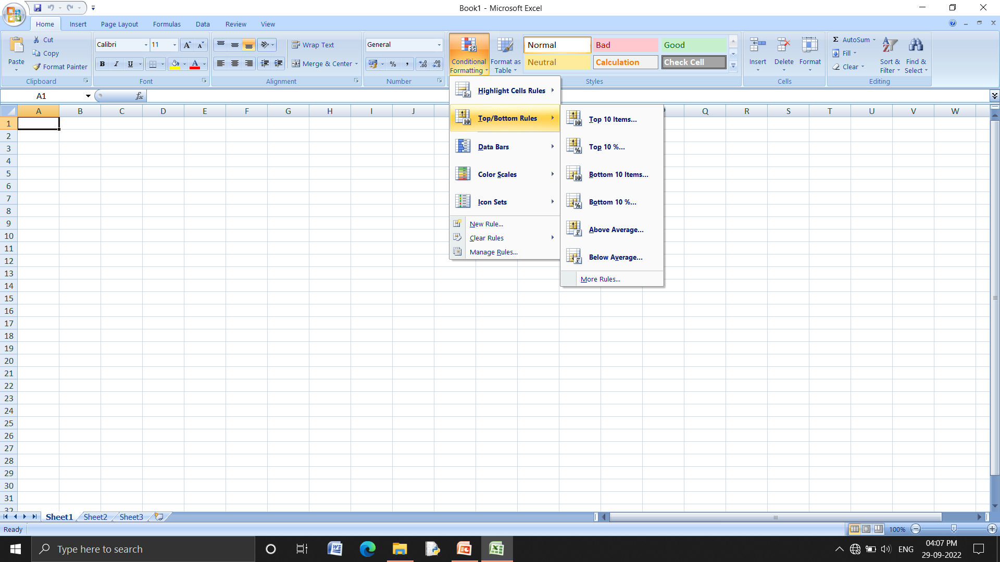 Book1 - Microsoft Excel
Home Insert Page Layout Formulas Data Review View
Paste
Cut
Copy
Format Painter
Clipboard
Calibri 11
B I U A
Font
Wrap Text
Merge & Center
Alignment
General
% ,
Number
Conditional Formatting
Format as Table
Normal Bad Good
Neutral Calculation Check Cell
Styles
Insert Delete Format
Cells
Σ AutoSum
Fill
Clear
Sort & Filter
Find & Select
Editing
A1 fx
A B C D E F G H I J Q R S T U V W
Highlight Cells Rules
Top/Bottom Rules
Data Bars
Color Scales
Icon Sets
New Rule...
Clear Rules
Manage Rules...
Top 10 Items...
Top 10 %...
Bottom 10 Items...
Bottom 10 %...
Above Average...
Below Average...
More Rules...
1
2
3
4
5
6
7
8
9
10
11
12
13
14
15
16
17
18
19
20
21
22
23
24
25
26
27
28
29
30
31
32
Sheet1 Sheet2 Sheet3
Ready 100%
Type here to search
ENG
04:07 PM
29-09-2022